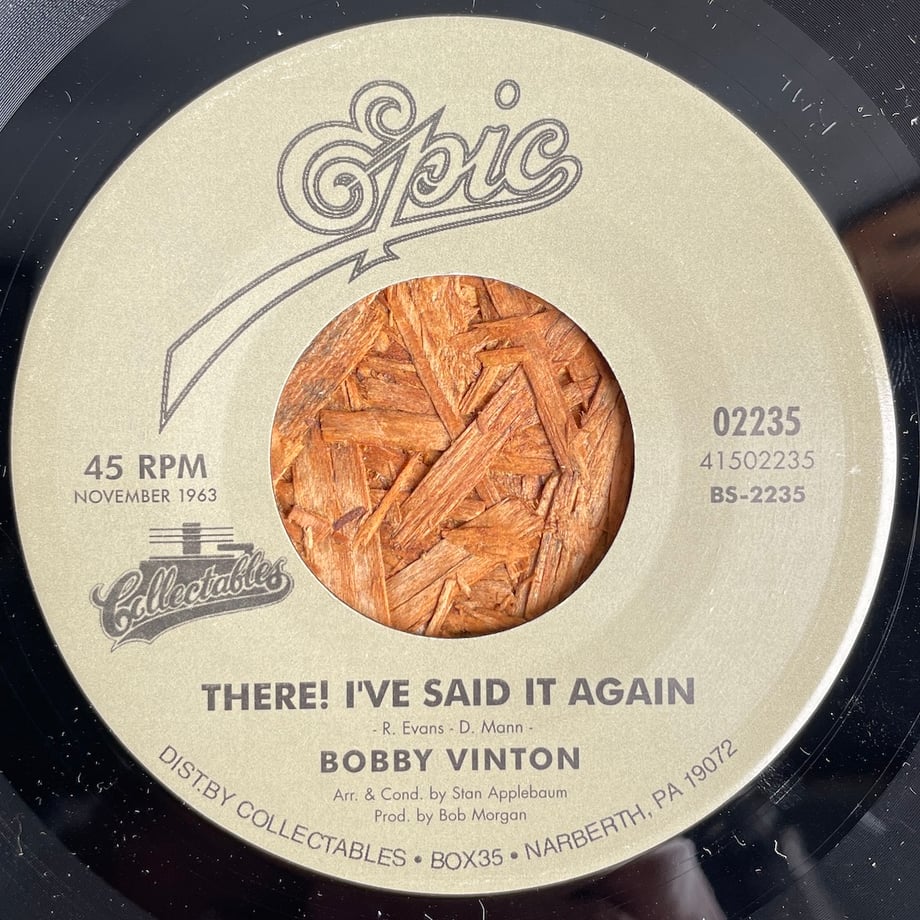 Epic
45 RPM
NOVEMBER 1963
02235
41502235
BS-2235
Collectables
THERE! I'VE SAID IT AGAIN
- R. Evans - D. Mann -
BOBBY VINTON
Arr. & Cond. by Stan Applebaum
Prod. by Bob Morgan
DIST.BY COLLECTABLES • BOX35 • NARBERTH, PA 19072